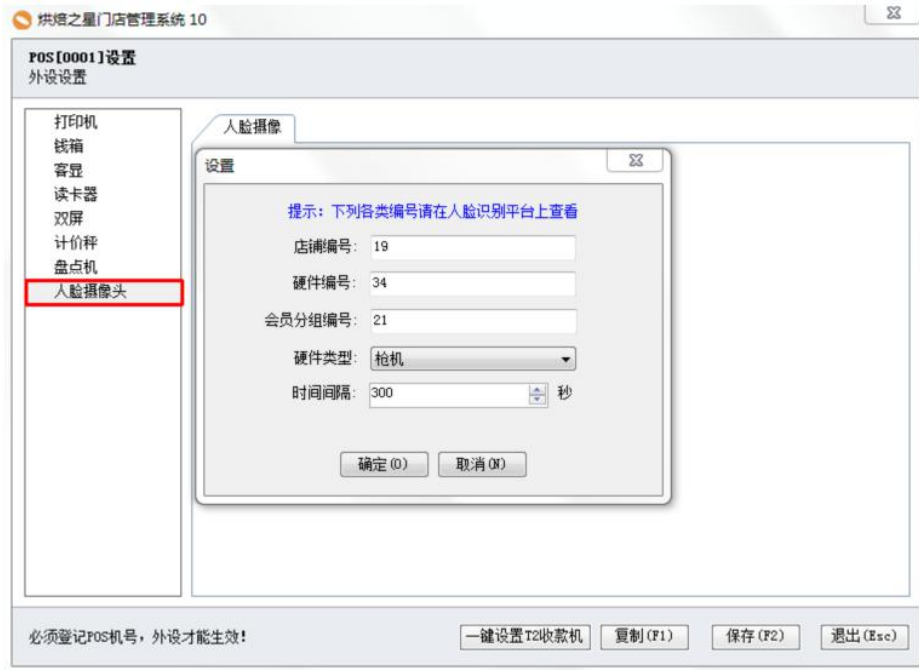 烘焙之星门店管理系统 10
POS[0001]设置
外设设置
打印机
钱箱
客显
读卡器
双屏
计价秤
盘点机
人脸摄像头
人脸摄像
设置
提示：下列各类编号请在人脸识别平台上查看
店铺编号： 19
硬件编号： 34
会员分组编号： 21
硬件类型： 枪机
时间间隔： 300 秒
确定(O) 取消(N)
必须登记POS机号，外设才能生效！ 一键设置T2收款机 复制(F1) 保存(F2) 退出(Esc)